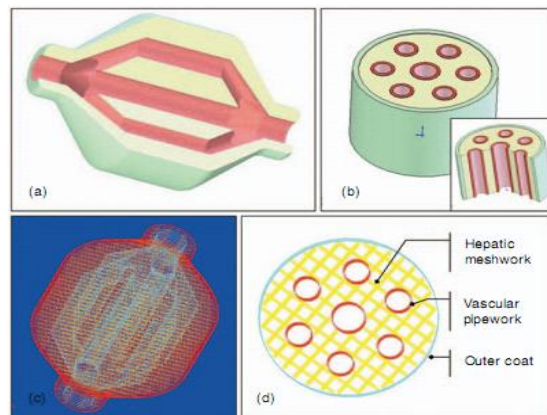 (a)
(b)
(c)
(d)
Hepatic
meshwork
Vascular
pipework
Outer coat